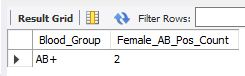 Result Grid Filter Rows:
Blood_Group Female_AB_Pos_Count
AB+ 2